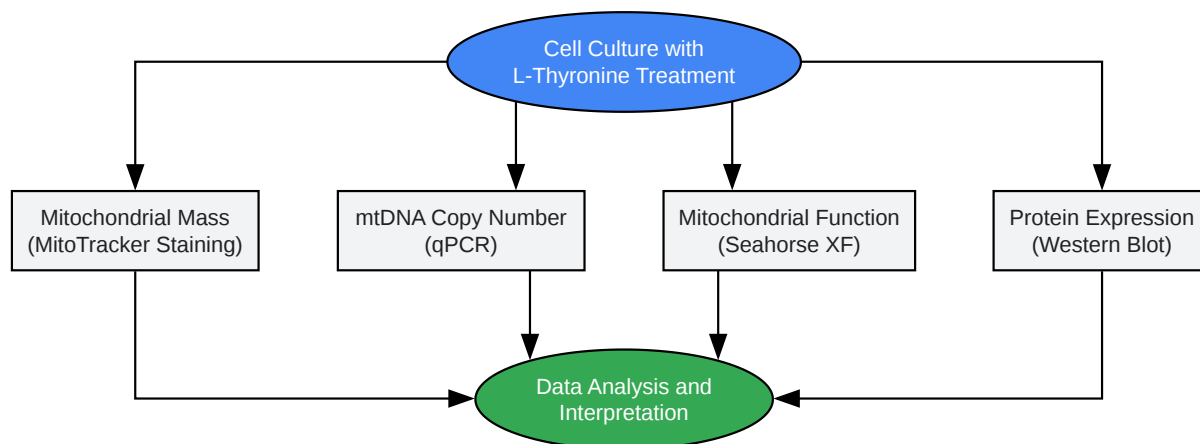 Cell Culture with
L-Thyronine Treatment
Mitochondrial Mass
(MitoTracker Staining)
mtDNA Copy Number
(qPCR)
Mitochondrial Function
(Seahorse XF)
Protein Expression
(Western Blot)
Data Analysis and
Interpretation